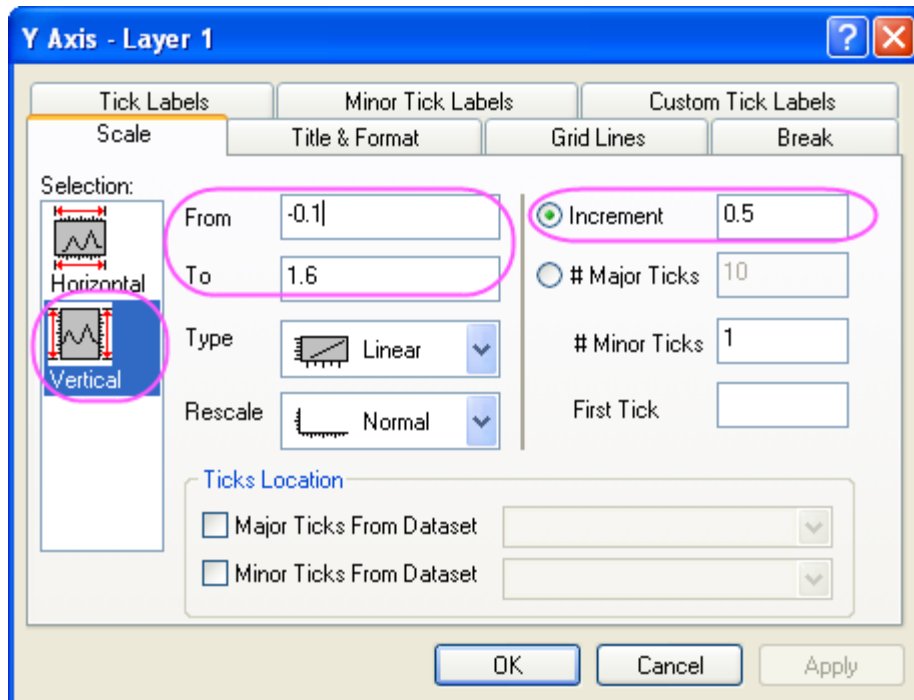 Y Axis - Layer 1
Tick Labels
Minor Tick Labels
Custom Tick Labels
Scale
Title & Format
Grid Lines
Break
Selection:
Horizontal
Vertical
From -0.1
To 1.6
Type Linear
Rescale Normal
Increment 0.5
# Major Ticks 10
# Minor Ticks 1
First Tick
Ticks Location
Major Ticks From Dataset
Minor Ticks From Dataset
OK
Cancel
Apply